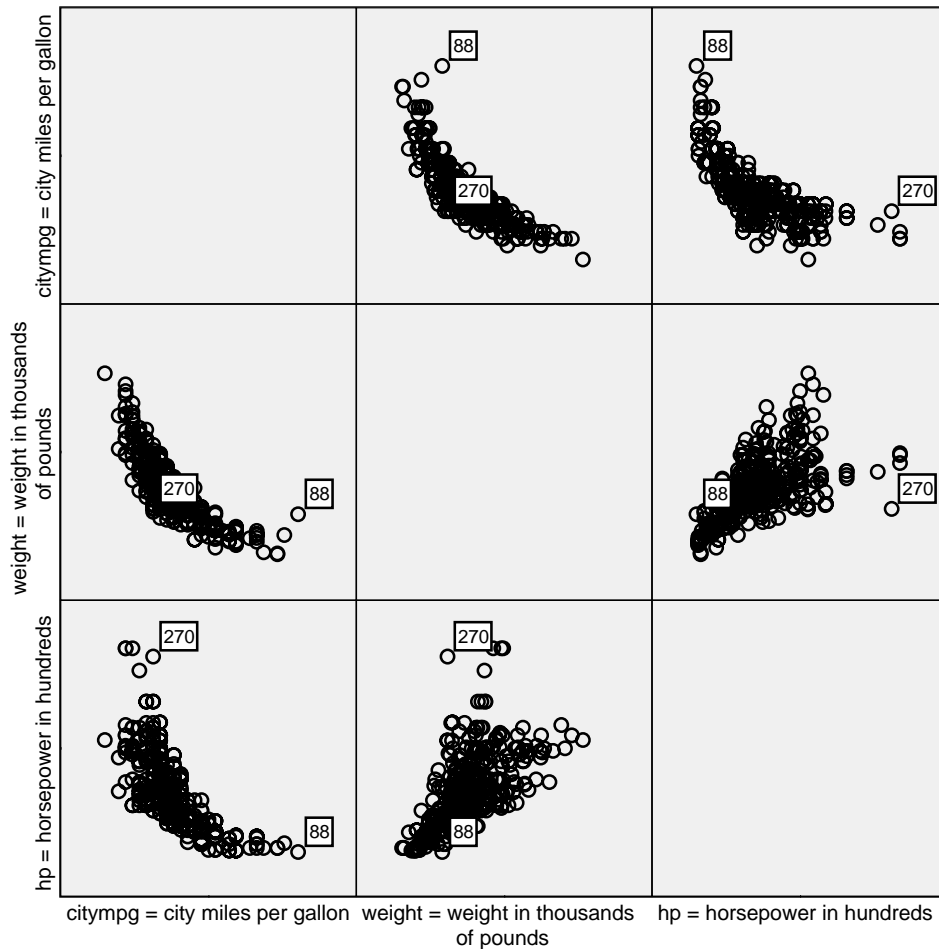 citympg = city miles per gallon
88
270
88
270
weight = weight in thousands
of pounds
270
88
88
270
hp = horsepower in hundreds
270
88
270
88
citympg = city miles per gallon
weight = weight in thousands
of pounds
hp = horsepower in hundreds